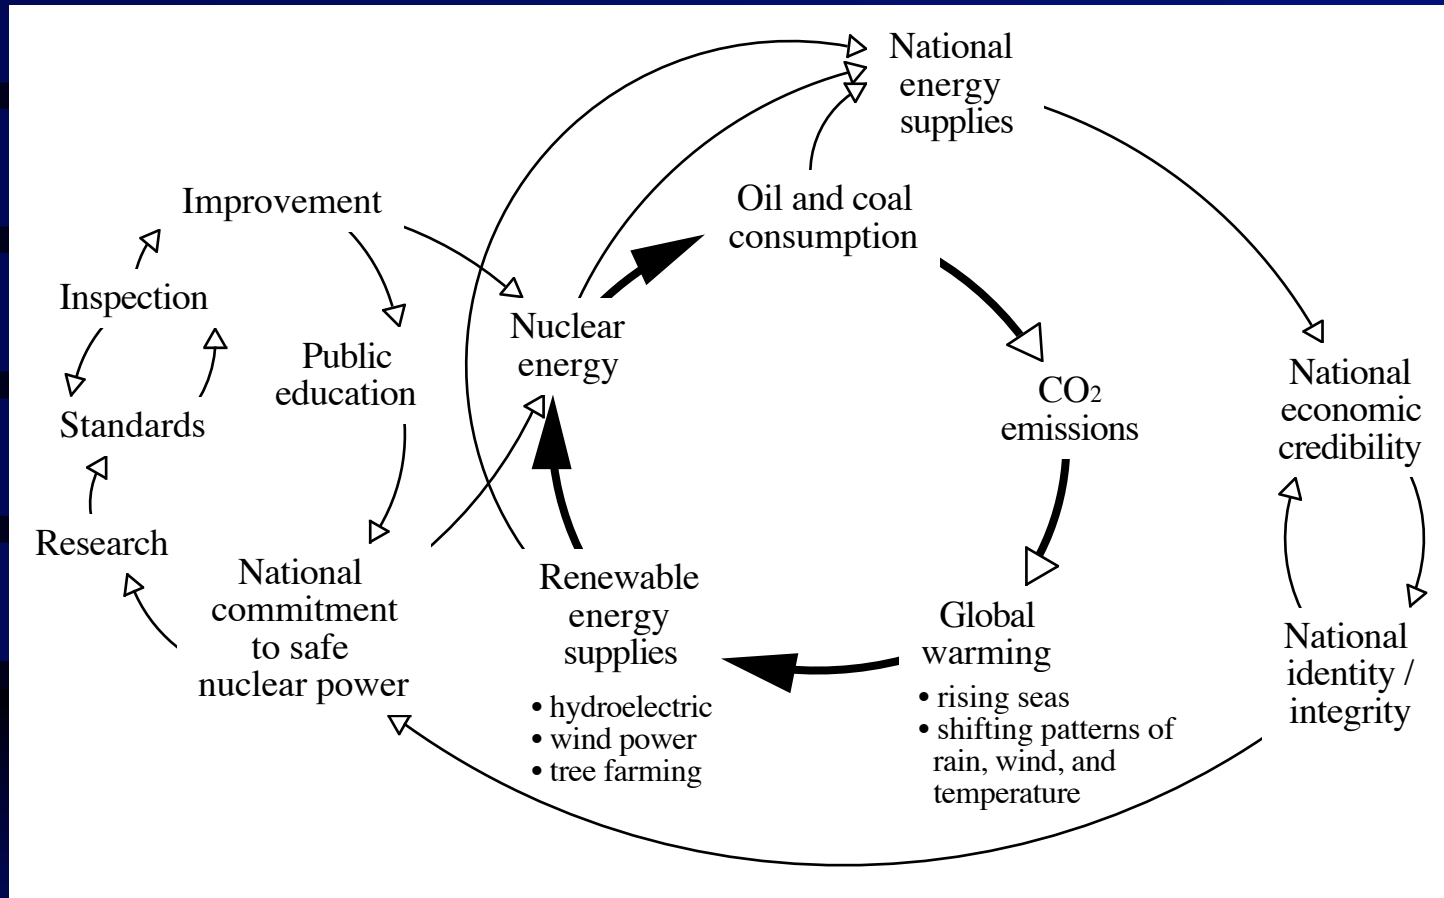 National
energy
supplies
Oil and coal
consumption
Improvement
Inspection
Nuclear
energy
Public
education
National
economic
credibility
CO₂
emissions
Standards
Research
National
commitment
to safe
nuclear power
Renewable
energy
supplies
• hydroelectric
• wind power
• tree farming
Global
warming
• rising seas
• shifting patterns of
rain, wind, and
temperature
National
identity /
integrity